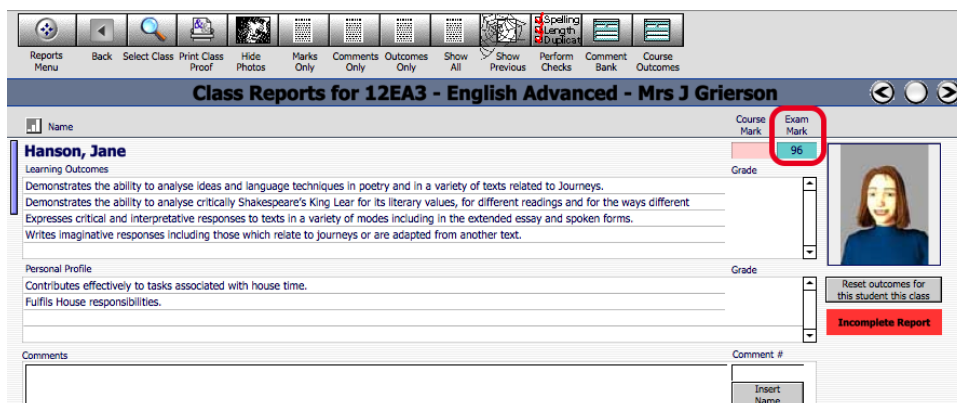 Spelling
Length
Duplicat
Reports Menu
Back
Select Class
Print Class Proof
Hide Photos
Marks Only
Comments Only
Outcomes Only
Show All
Show Previous
Perform Checks
Comment Bank
Course Outcomes
Class Reports for 12EA3 - English Advanced - Mrs J Grierson
Name
Course Mark
Exam Mark
Hanson, Jane
96
Learning Outcomes
Grade
Demonstrates the ability to analyse ideas and language techniques in poetry and in a variety of texts related to Journeys.
Demonstrates the ability to analyse critically Shakespeare's King Lear for its literary values, for different readings and for the ways different
Expresses critical and interpretative responses to texts in a variety of modes including in the extended essay and spoken forms.
Writes imaginative responses including those which relate to journeys or are adapted from another text.
Personal Profile
Grade
Contributes effectively to tasks associated with house time.
Fulfils House responsibilities.
Reset outcomes for
this student this class
Incomplete Report
Comments
Comment #
Insert
Name